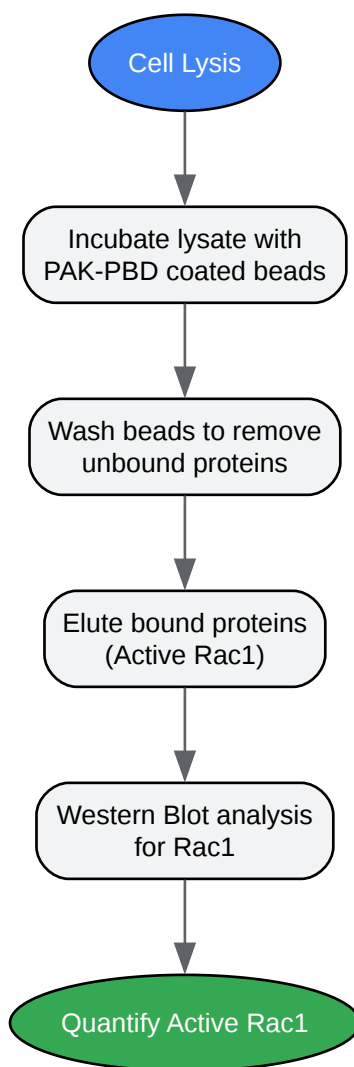 Cell Lysis
Incubate lysate with
PAK-PBD coated beads
Wash beads to remove
unbound proteins
Elute bound proteins
(Active Rac1)
Western Blot analysis
for Rac1
Quantify Active Rac1